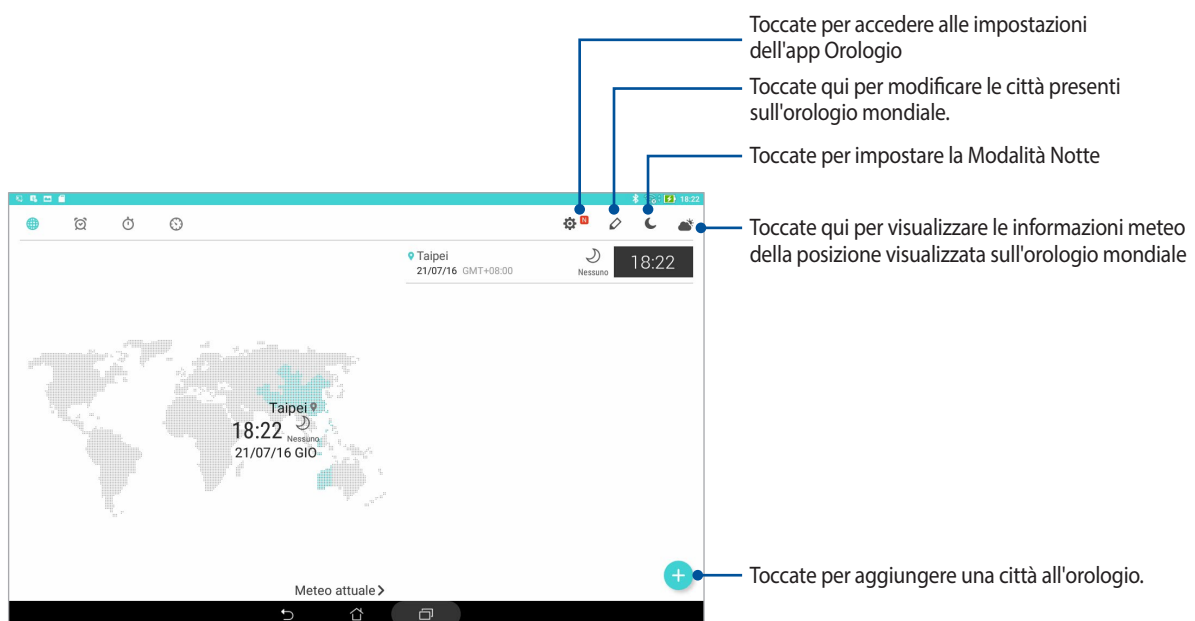 Toccate per accedere alle impostazioni
dell'app Orologio
Toccate qui per modificare le città presenti
sull'orologio mondiale.
Toccate per impostare la Modalità Notte
18:22
N
Toccate qui per visualizzare le informazioni meteo
della posizione visualizzata sull'orologio mondiale
Taipei
21/07/16 GMT+08:00
Nessuno
18:22
Taipei
18:22
Nessuno
21/07/16 GIO
Toccate per aggiungere una città all'orologio.
Meteo attuale